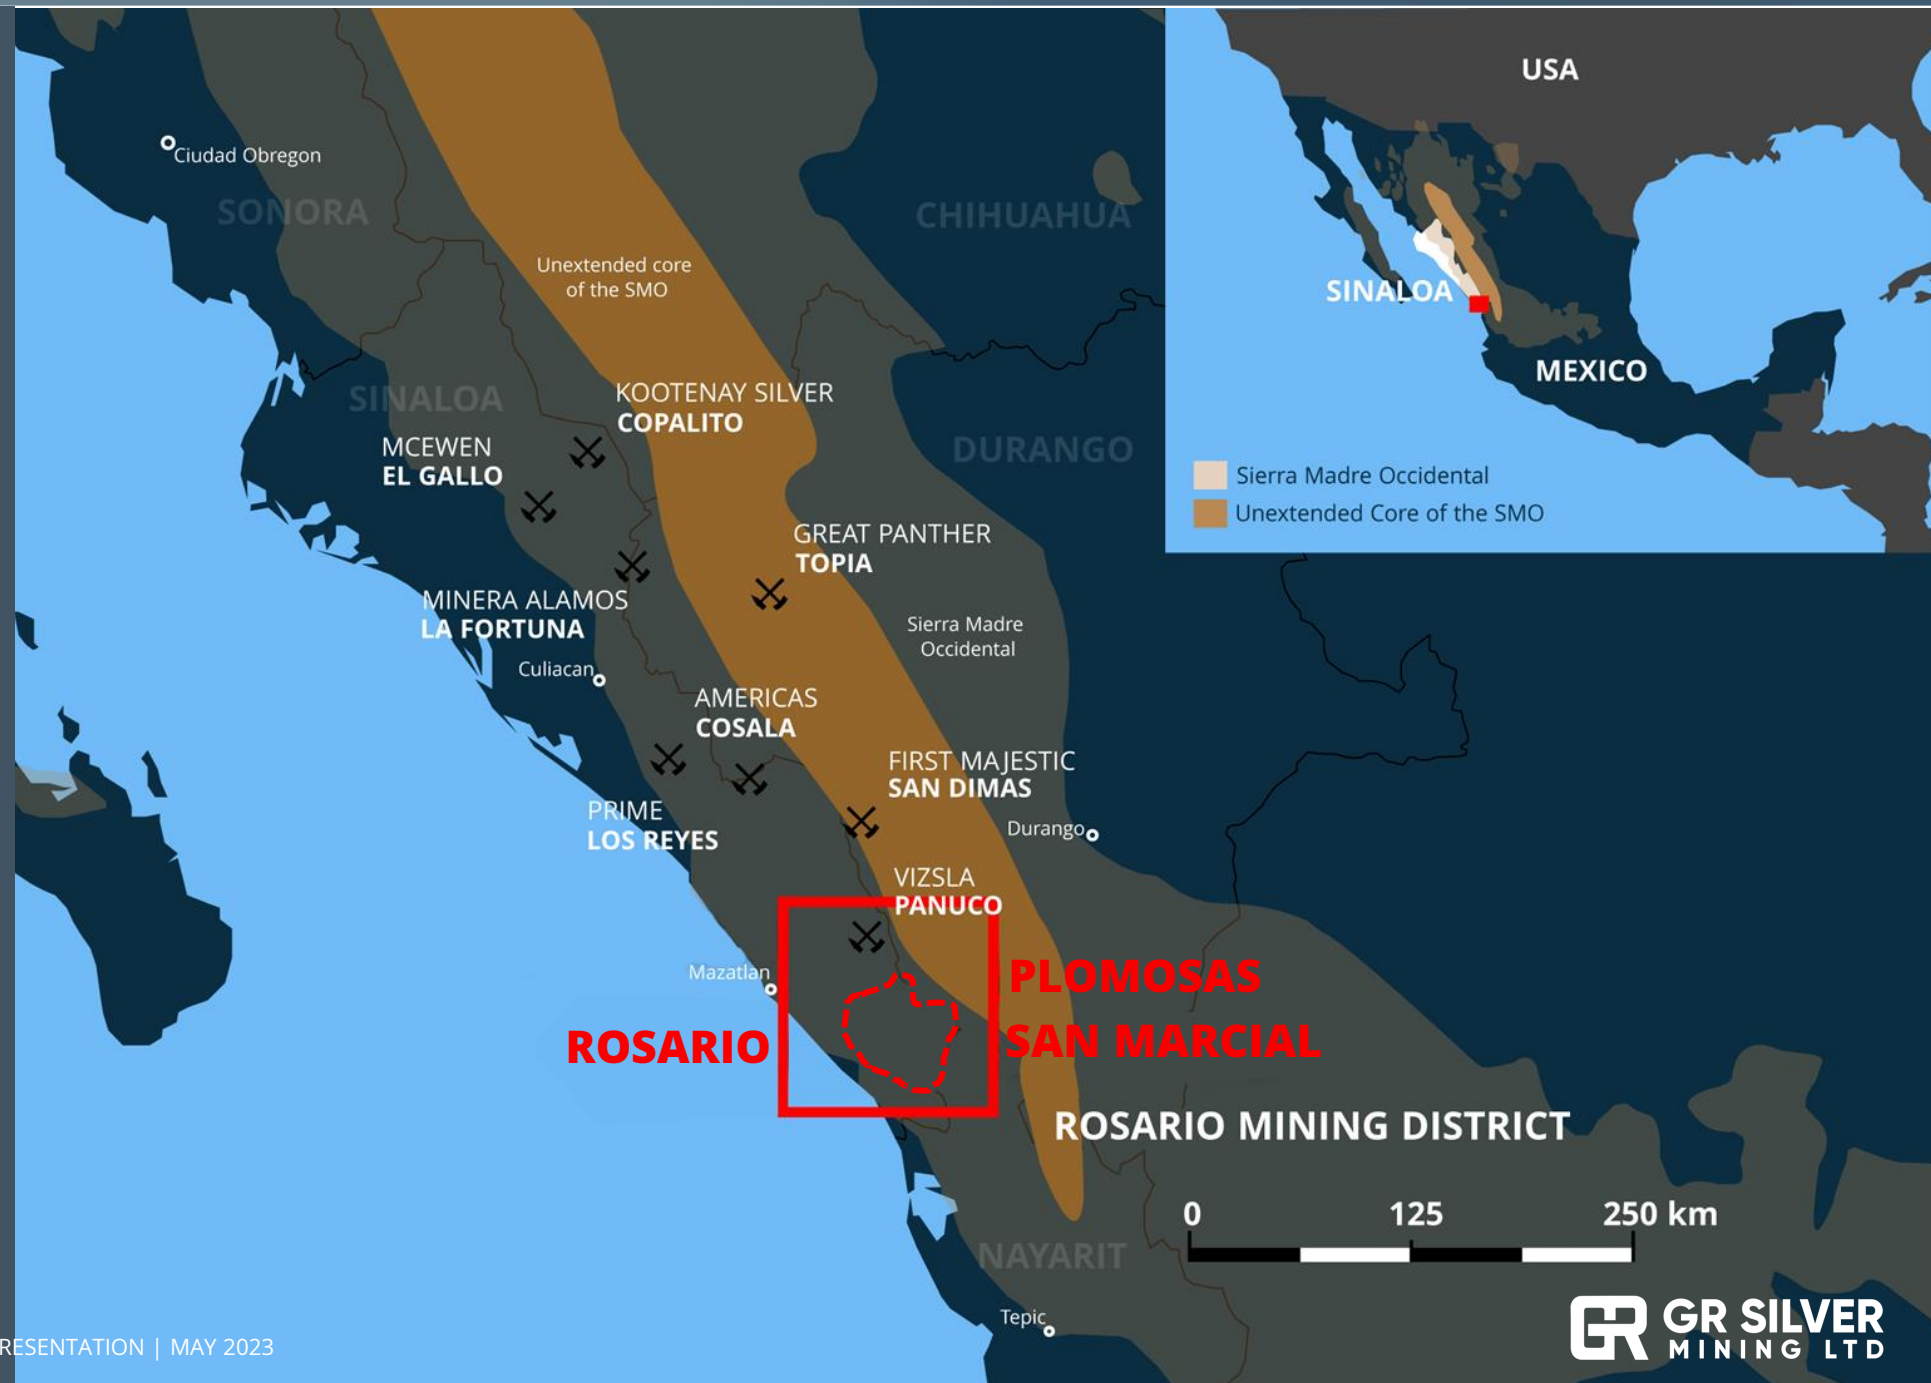 USA
SINALOA
MEXICO
Sierra Madre Occidental
Unextended Core of the SMO
Ciudad Obregon
SONORA
CHIHUAHUA
Unextended core
of the SMO
SINALOA
KOOTENAY SILVER
COPALITO
MCEWEN
EL GALLO
DURANGO
GREAT PANTHER
TOPIA
MINERA ALAMOS
LA FORTUNA
Sierra Madre
Occidental
Culiacan
AMERICAS
COSALA
FIRST MAJESTIC
SAN DIMAS
PRIME
LOS REYES
Durango
VIZSLA
PANUCO
Mazatlan
PLOMOSAS
SAN MARCIAL
ROSARIO
ROSARIO MINING DISTRICT
0 125 250 km
NAYARIT
Tepic
RESENTATION | MAY 2023
GR GR SILVER
MINING LTD